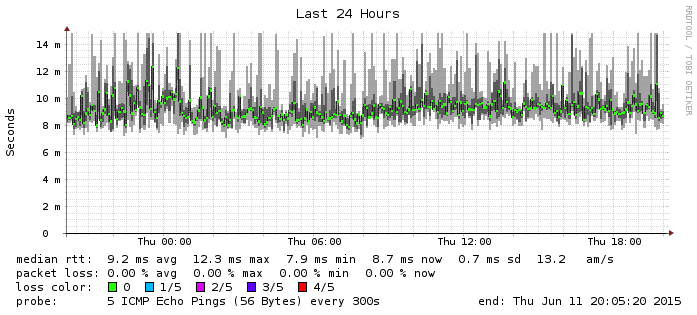 Last 24 Hours
RRDTOOL / TOBI OETIKER
Seconds
14 m
12 m
10 m
8 m
6 m
4 m
2 m
0
Thu 00:00 Thu 06:00 Thu 12:00 Thu 18:00
median rtt: 9.2 ms avg 12.3 ms max 7.9 ms min 8.7 ms now 0.7 ms sd 13.2 am/s
packet loss: 0.00 % avg 0.00 % max 0.00 % min 0.00 % now
loss color: 0 1/5 2/5 3/5 4/5
probe: 5 ICMP Echo Pings (56 Bytes) every 300s end: Thu Jun 11 20:05:20 2015